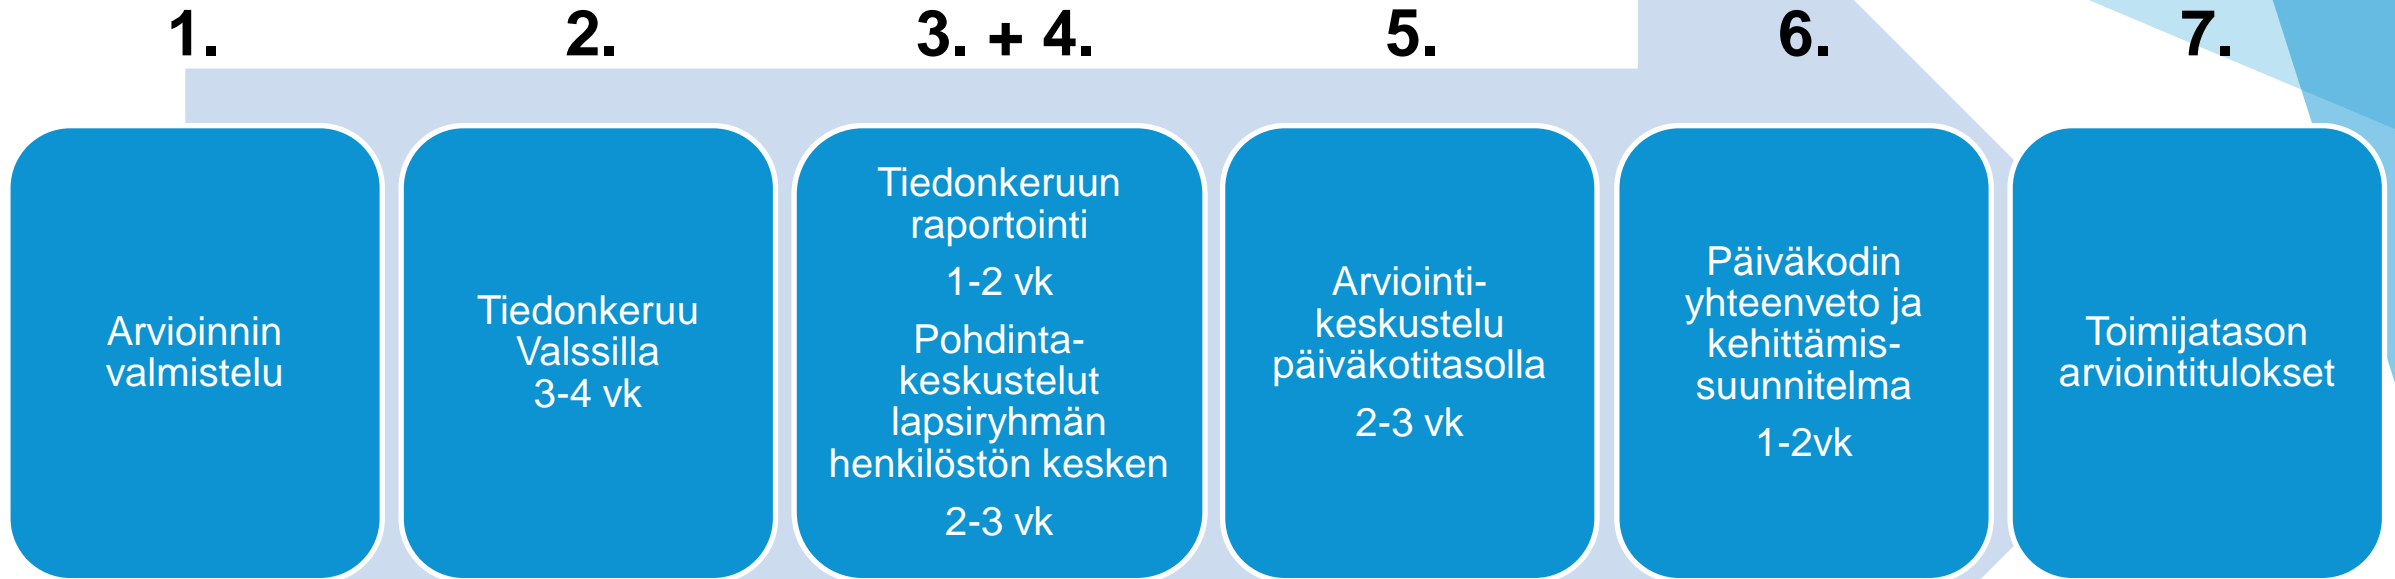 1.
2.
3. + 4.
5.
6.
7.
Arvioinnin
valmistelu
Tiedonkeruu
Valssilla
3-4 vk
Tiedonkeruun
raportointi
1-2 vk
Pohdinta-
keskustelut
lapsiryhmän
henkilöstön kesken
2-3 vk
Arviointi-
keskustelu
päiväkotitasolla
2-3 vk
Päiväkodin
yhteenveto ja
kehittämis-
suunnitelma
1-2vk
Toimijatason
arviointitulokset